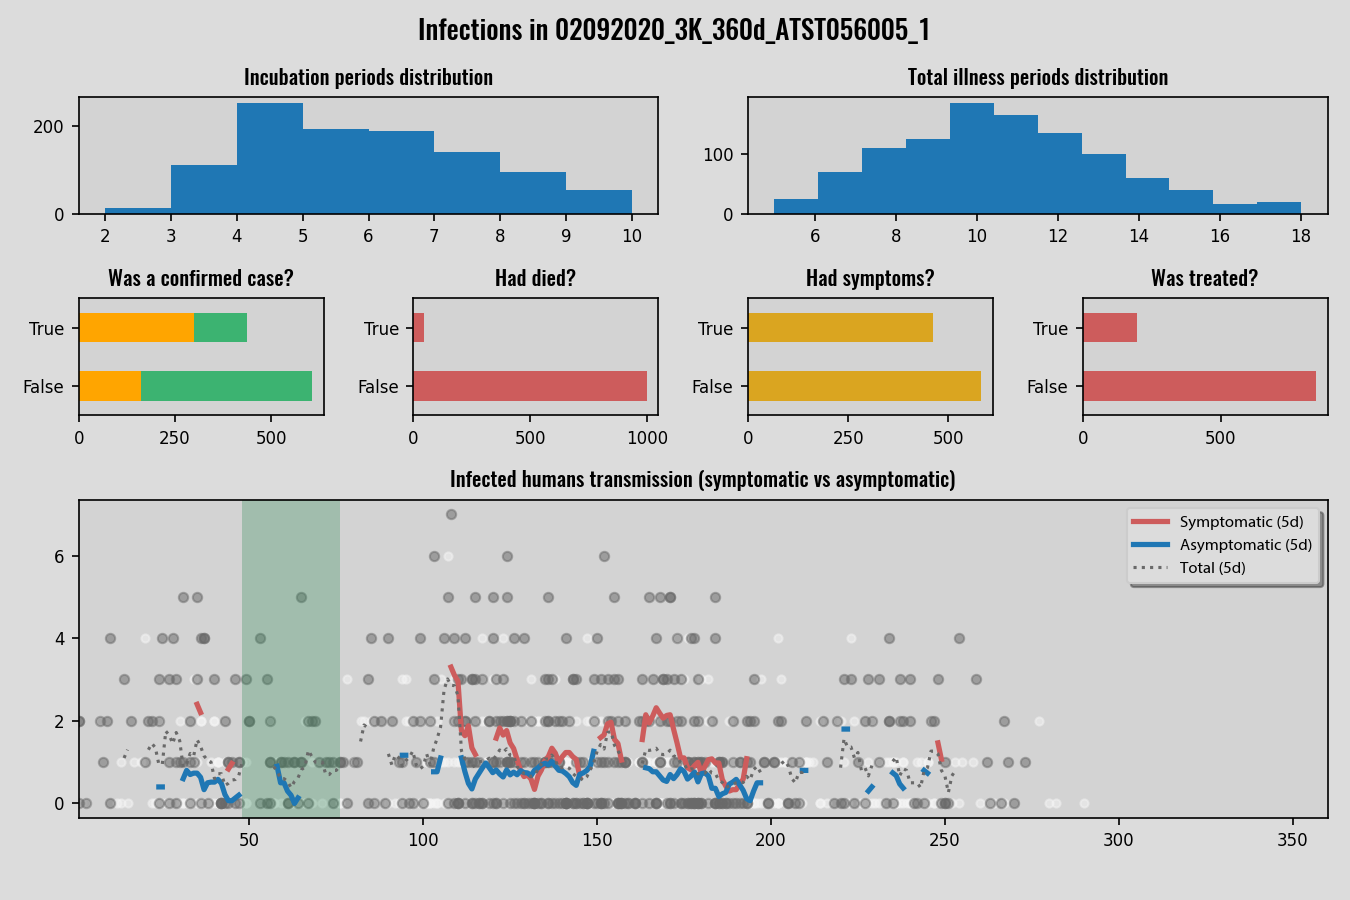 Infections in 02092020_3K_360d_ATST056005_1
Incubation periods distribution
Total illness periods distribution
200
0
2 3 4 5 6 7 8 9 10
100
0
6 8 10 12 14 16 18
Was a confirmed case?
Had died?
Had symptoms?
Was treated?
True
False
0 250 500
True
False
0 500 1000
True
False
0 250 500
True
False
0 500
Infected humans transmission (symptomatic vs asymptomatic)
6
4
2
0
Symptomatic (5d)
Asymptomatic (5d)
Total (5d)
50 100 150 200 250 300 350